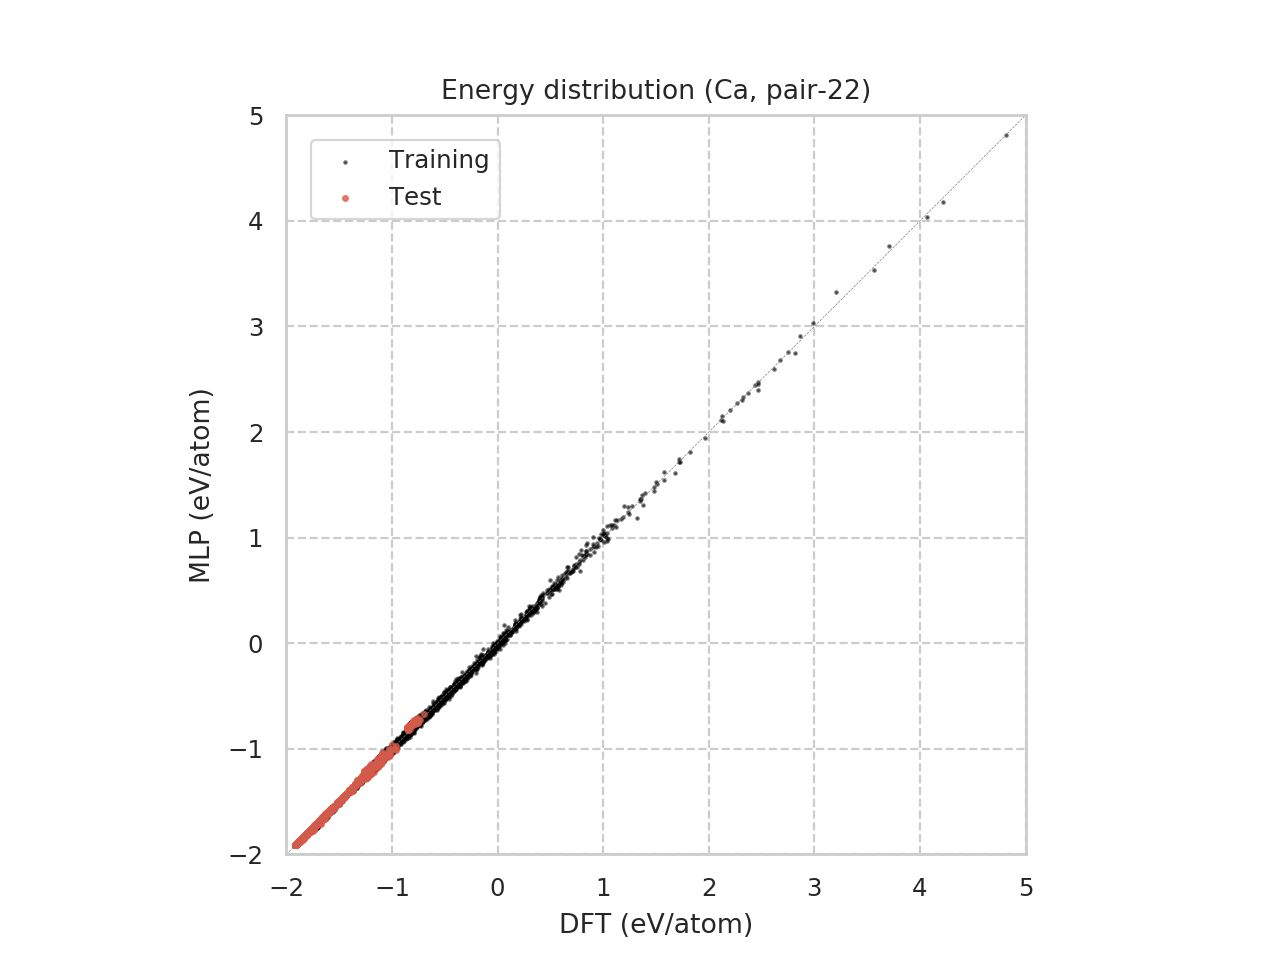 Energy distribution (Ca, pair-22)
Training
Test
5
4
3
2
1
0
−1
−2
MLP (eV/atom)
−2 −1 0 1 2 3 4 5
DFT (eV/atom)